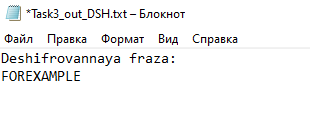 *Task3_out_DSH.txt – Блокнот
Файл Правка Формат Вид Справка
Deshifrovannaya fraza:
FOREXAMPLE